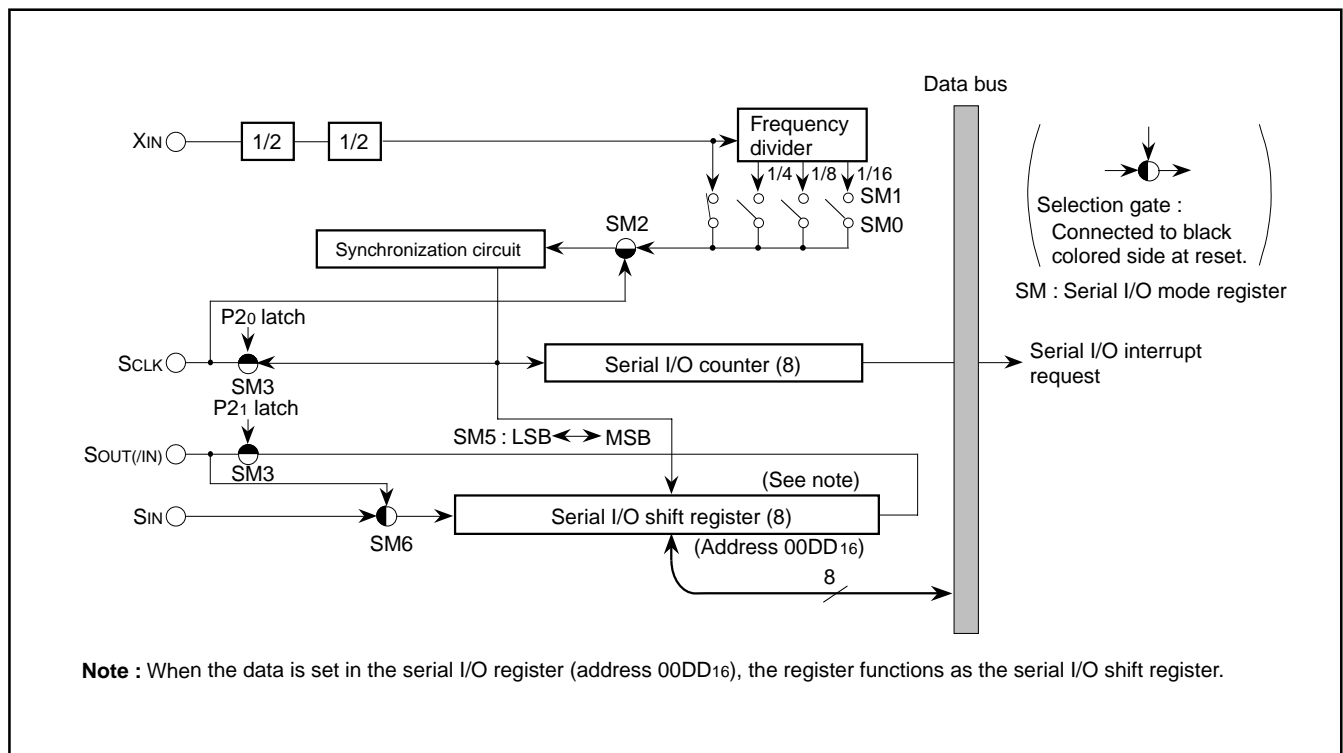 Data bus
XIN
1/2
1/2
Frequency
divider
1/4
1/8
1/16
SM1
SM0
Selection gate :
Connected to black
colored side at reset.
SM : Serial I/O mode register
SM2
Synchronization circuit
P20 latch
SCLK
SM3
Serial I/O counter (8)
Serial I/O interrupt
request
P21 latch
SM5 : LSB MSB
SOUT(/IN)
SM3
(See note)
SIN
SM6
Serial I/O shift register (8)
(Address 00DD16)
8
Note : When the data is set in the serial I/O register (address 00DD16), the register functions as the serial I/O shift register.